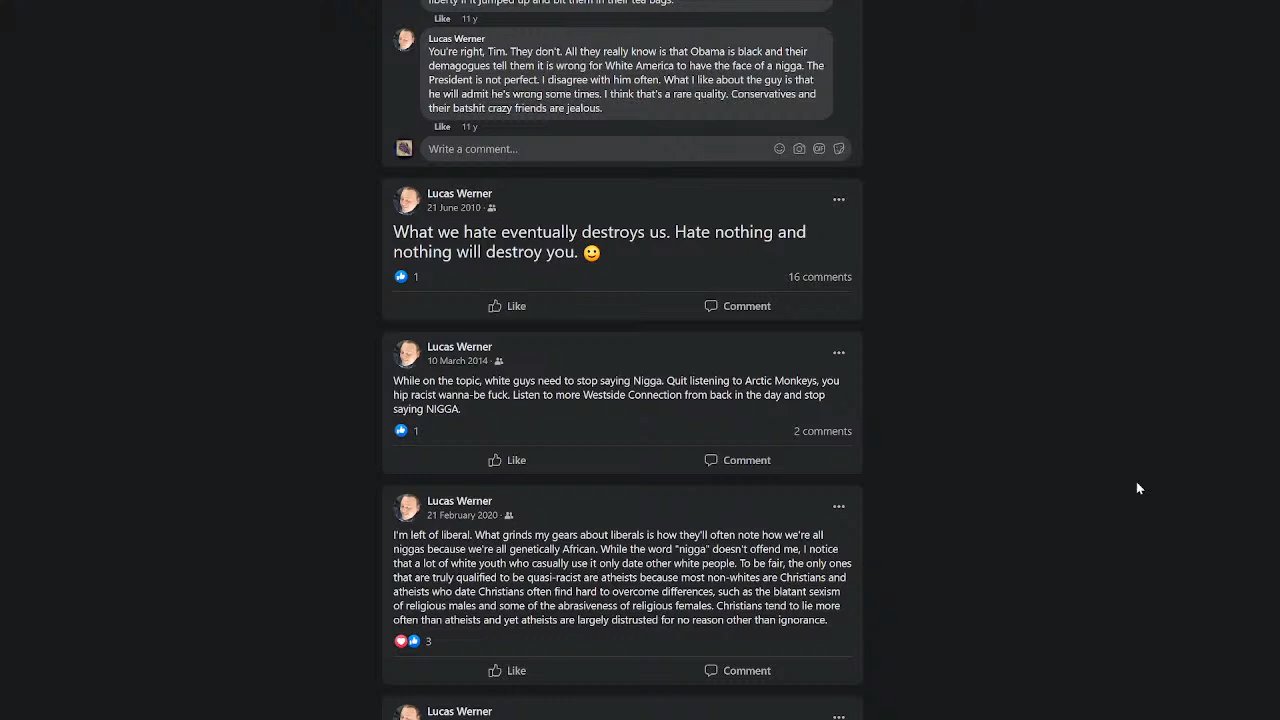 liberty if it jumped up and bit them in their tea bags.
Like 11 y
Lucas Werner
You're right, Tim. They don't. All they really know is that Obama is black and their
demagogues tell them it is wrong for White America to have the face of a nigga. The
President is not perfect. I disagree with him often. What I like about the guy is that
he will admit he's wrong some times. I think that's a rare quality. Conservatives and
their batshit crazy friends are jealous.
Like 11 y
Write a comment...
Lucas Werner
21 June 2010
What we hate eventually destroys us. Hate nothing and
nothing will destroy you. 🙂
1 16 comments
Like Comment
Lucas Werner
10 March 2014
While on the topic, white guys need to stop saying Nigga. Quit listening to Arctic Monkeys, you
hip racist wanna-be fuck. Listen to more Westside Connection from back in the day and stop
saying NIGGA.
1 2 comments
Like Comment
Lucas Werner
21 February 2020
I'm left of liberal. What grinds my gears about liberals is how they'll often note how we're all
niggas because we're all genetically African. While the word "nigga" doesn't offend me, I notice
that a lot of white youth who casually use it only date other white people. To be fair, the only ones
that are truly qualified to be quasi-racist are atheists because most non-whites are Christians and
atheists who date Christians often find hard to overcome differences, such as the blatant sexism
of religious males and some of the abrasiveness of religious females. Christians tend to lie more
often than atheists and yet atheists are largely distrusted for no reason other than ignorance.
3
Like Comment
Lucas Werner